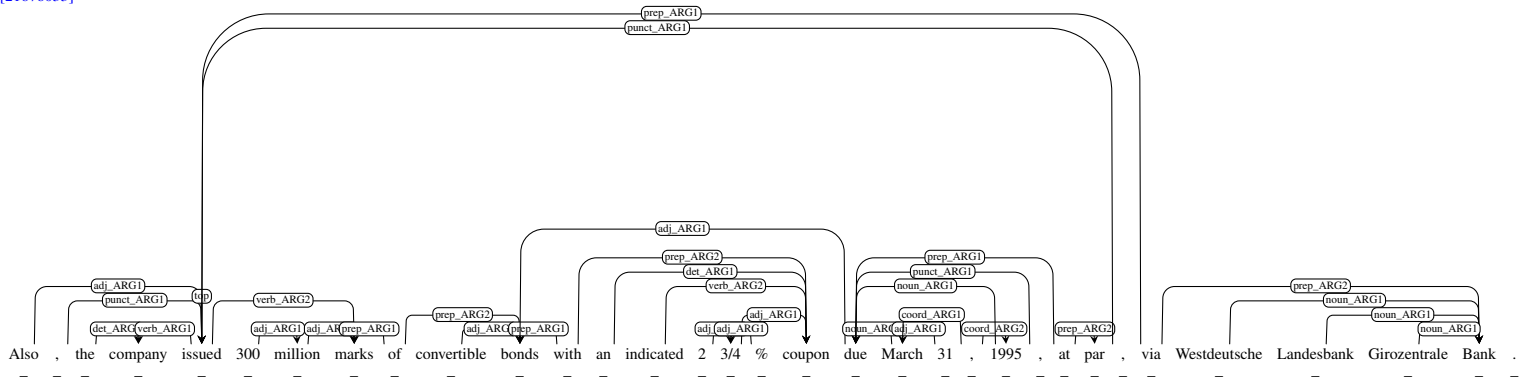 prep_ARG1
punct_ARG1
adj_ARG1
prep_ARG2 prep_ARG1
det_ARG1 punct_ARG1
adj_ARG1 verb_ARG2 noun_ARG1 prep_ARG2
punct_ARG1 top verb_ARG2 noun_ARG1
prep_ARG2 adj_ARG1 coord_ARG1 noun_ARG1
verb_ARG1 adj_ARG1 prep_ARG1 prep_ARG1 adj_ARG1 adj_ARG1 coord_ARG2 prep_ARG2 noun_ARG1
Also , the company issued 300 million marks of convertible bonds with an indicated 2 3/4 % coupon due March 31 , 1995 , at par , via Westdeutsche Landesbank Girozentrale Bank .
_ _ _ _ _ _ _ _ _ _ _ _ _ _ _ _ _ _ _ _ _ _ _ _ _ _ _ _ _ _ _ _ _